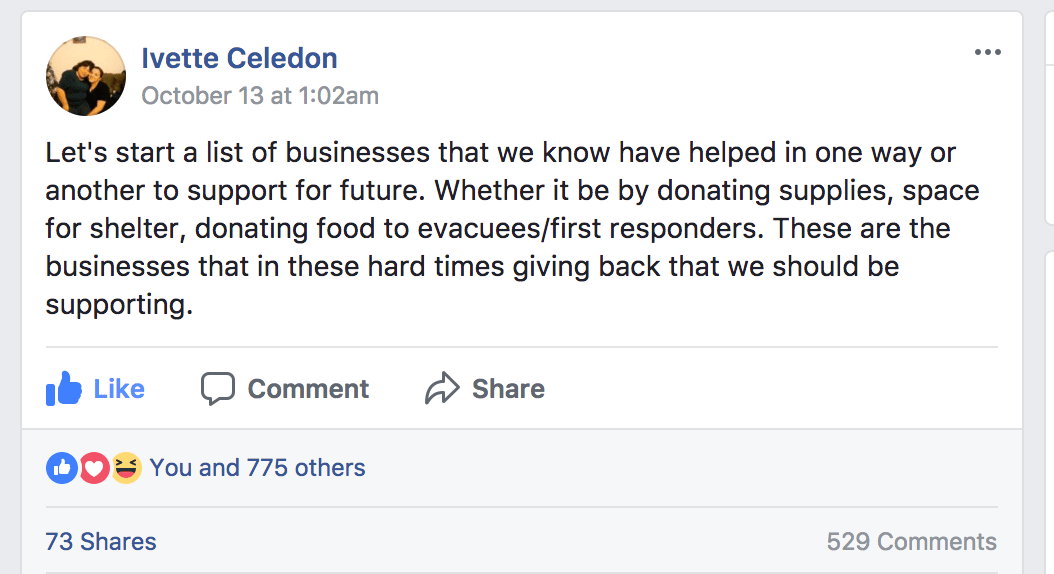 Ivette Celedon
October 13 at 1:02am
Let's start a list of businesses that we know have helped in one way or
another to support for future. Whether it be by donating supplies, space
for shelter, donating food to evacuees/first responders. These are the
businesses that in these hard times giving back that we should be
supporting.
Like Comment Share
You and 775 others
73 Shares 529 Comments